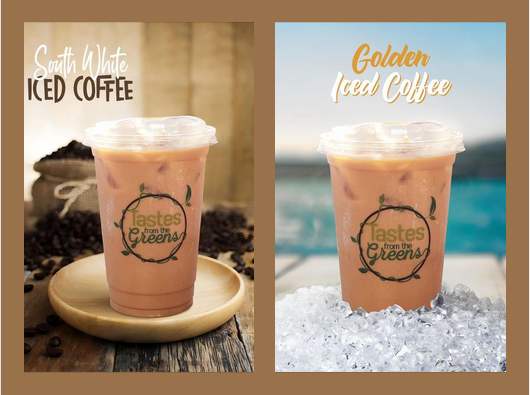 South White
ICED COFFEE
Tastes
from the
Greens
Golden
Iced Coffee
Tastes
from the
Greens